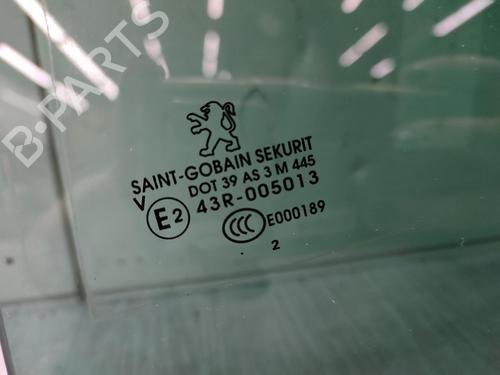 B-PARTS
SAINT-GOBAIN SEKURIT
DOT 39 AS 3 M 445
V E2 43R-005013
CCC E000189
2